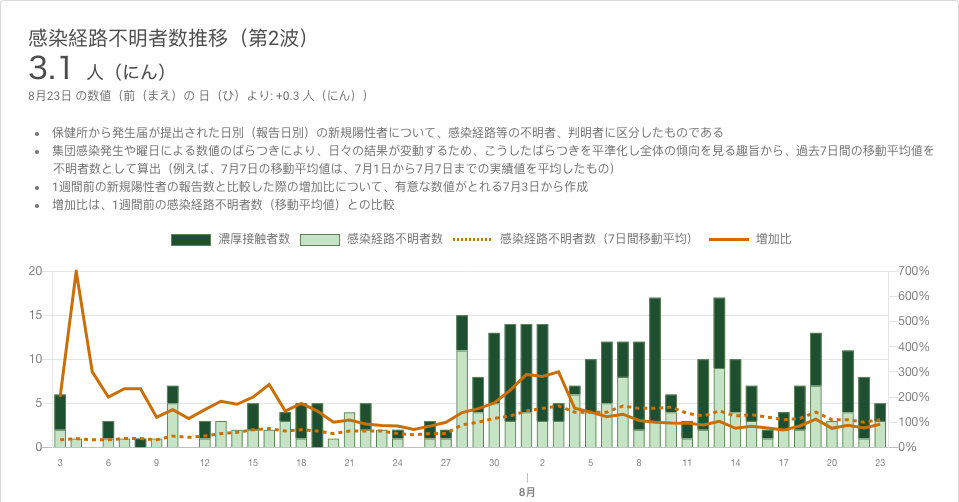 感染経路不明者数推移（第2波）
3.1 人（にん）
8月23日 の数値（前（まえ）の 日（ひ）より: +0.3 人（にん））
• 保健所から発生届が提出された日別（報告日別）の新規陽性者について、感染経路等の不明者、判明者に区分したものである
• 集団感染発生や曜日による数値のばらつきにより、日々の結果が変動するため、こうしたばらつきを平準化し全体の傾向を見る趣旨から、過去7日間の移動平均値を
不明者数として算出（例えば、7月7日の移動平均値は、7月1日から7月7日までの実績値を平均したもの）
• 1週間前の新規陽性者の報告数と比較した際の増加比について、有意な数値がとれる7月3日から作成
• 増加比は、1週間前の感染経路不明者数（移動平均値）との比較
濃厚接触者数 感染経路不明者数 感染経路不明者数（7日間移動平均） 増加比
20 700%
600%
15 500%
400%
10 300%
5 200%
100%
0 0%
3 6 9 12 15 18 21 24 27 30 2 5 8 11 14 17 20 23
8月